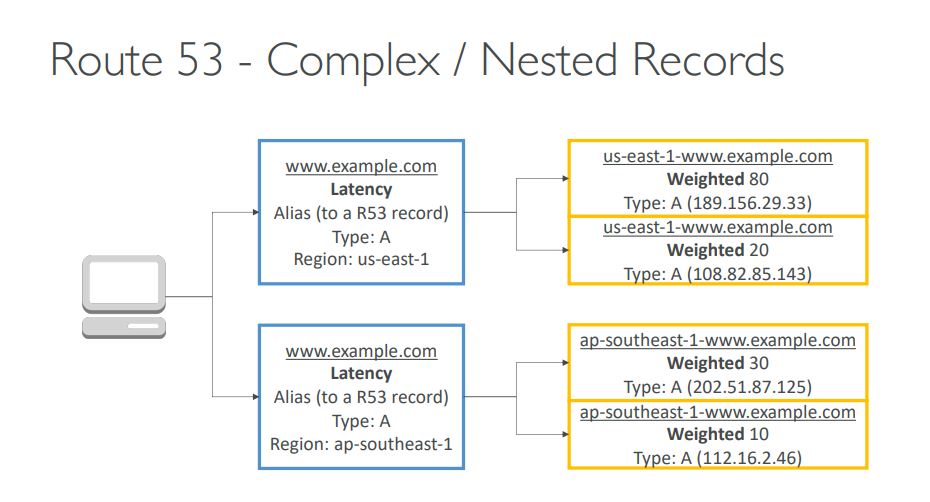 Route 53 - Complex / Nested Records
www.example.com
Latency
Alias (to a R53 record)
Type: A
Region: us-east-1
us-east-1-www.example.com
Weighted 80
Type: A (189.156.29.33)
us-east-1-www.example.com
Weighted 20
Type: A (108.82.85.143)
www.example.com
Latency
Alias (to a R53 record)
Type: A
Region: ap-southeast-1
ap-southeast-1-www.example.com
Weighted 30
Type: A (202.51.87.125)
ap-southeast-1-www.example.com
Weighted 10
Type: A (112.16.2.46)